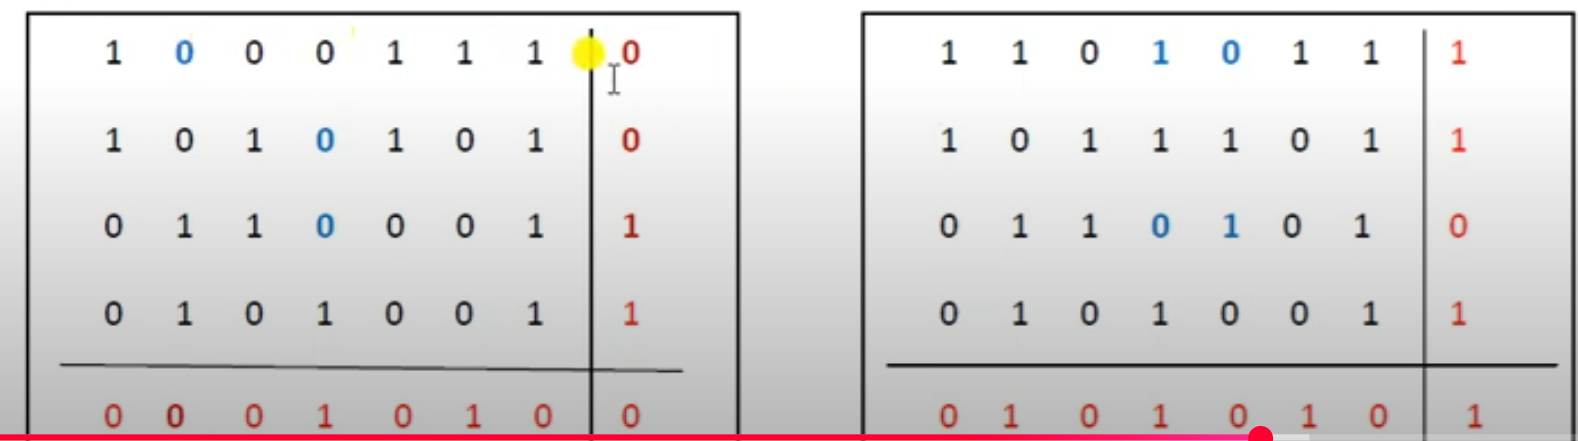 1 0 0 0 1 1 1 0
1 0 1 0 1 0 1 0
0 1 1 0 0 0 1 1
0 1 0 1 0 0 1 1
0 0 0 1 0 1 0 0
1 1 0 1 0 1 1 1
1 0 1 1 1 0 1 1
0 1 1 0 1 0 1 0
0 1 0 1 0 0 1 1
0 1 0 1 0 1 0 1